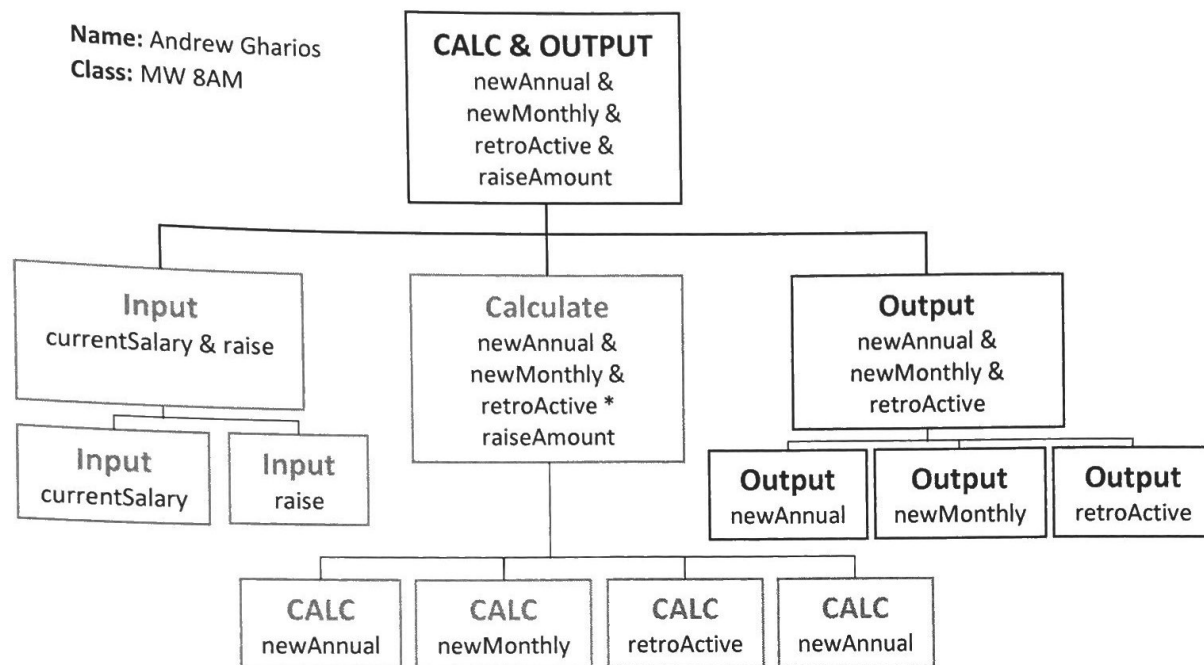 Name: Andrew Gharios
Class: MW 8AM
CALC & OUTPUT
newAnnual &
newMonthly &
retroActive &
raiseAmount
Input
currentSalary & raise
Calculate
newAnnual &
newMonthly &
retroActive *
raiseAmount
Output
newAnnual &
newMonthly &
retroActive
Input
currentSalary
Input
raise
Output
newAnnual
Output
newMonthly
Output
retroActive
CALC
newAnnual
CALC
newMonthly
CALC
retroActive
CALC
newAnnual